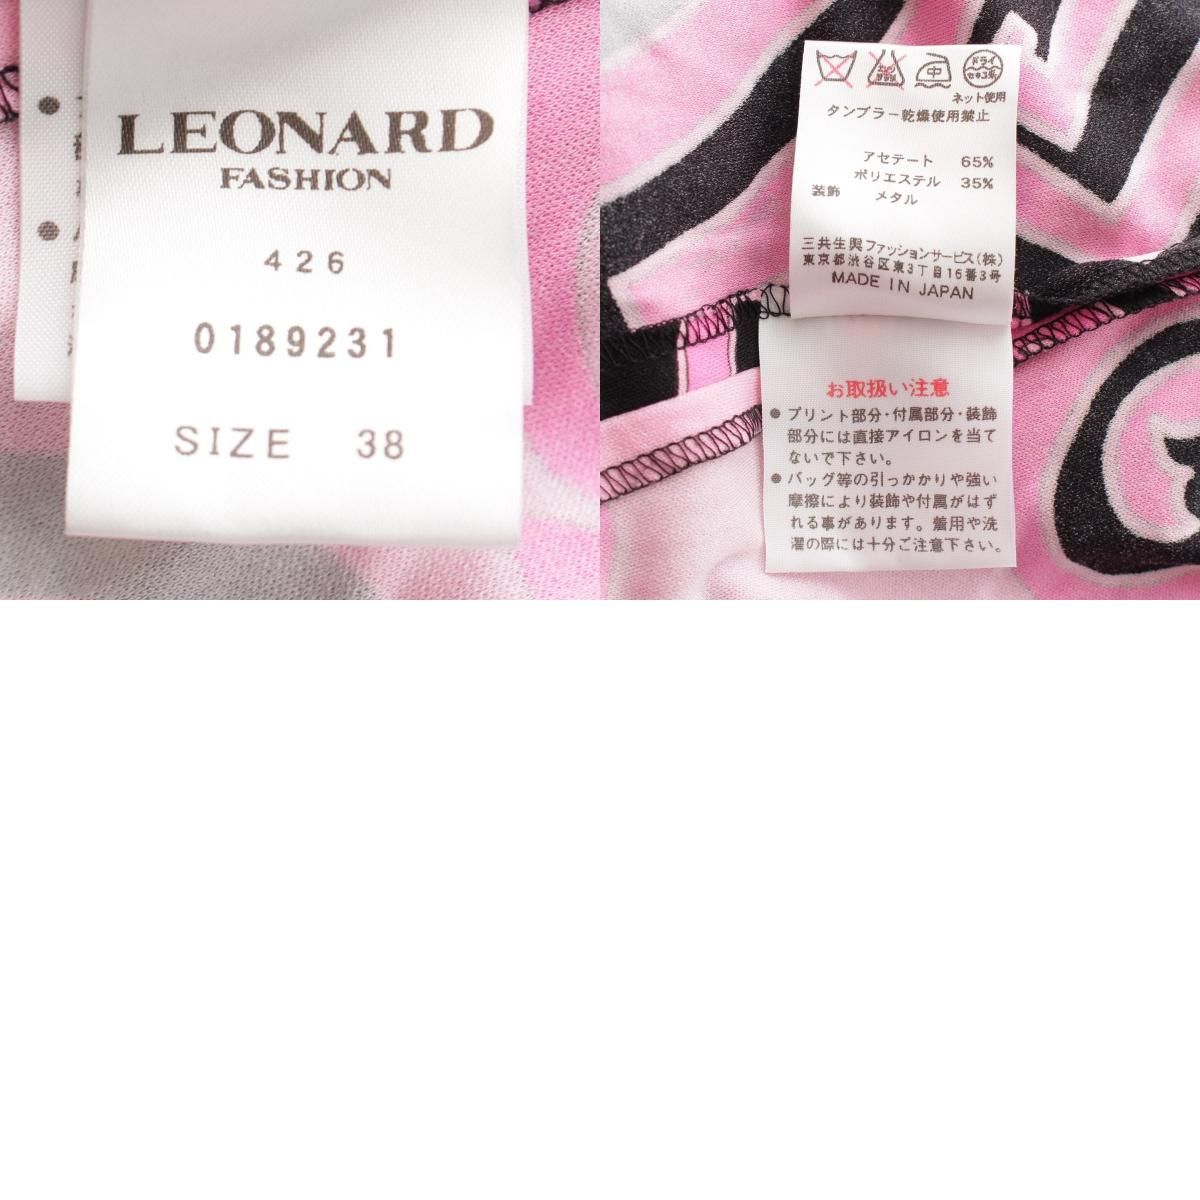 LEONARD
FASHION
426
0189231
SIZE 38
中
ドライ
セキユ系
ネット使用
タンブラー乾燥使用禁止
アセテート 65%
ポリエステル 35%
装飾 メタル
三共生興ファッションサービス(株)
東京都渋谷区東3丁目16番3号
MADE IN JAPAN
お取扱い注意
● プリント部分・付属部分・装飾
部分には直接アイロンを当て
ないで下さい。
● バッグ等の引っかかりや強い
摩擦により装飾や付属がはず
れる事があります。着用や洗
濯の際には十分ご注意下さい。